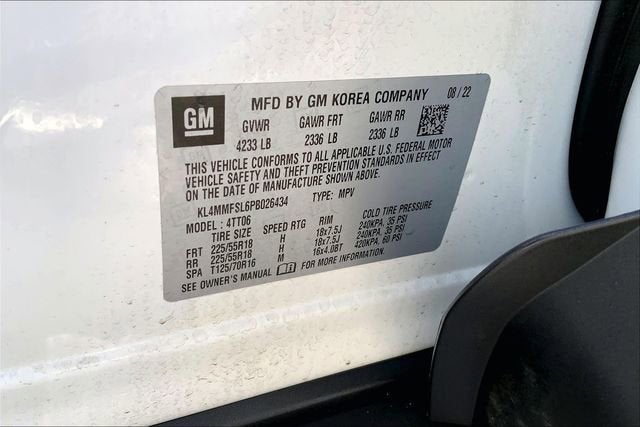 GM
MFD BY GM KOREA COMPANY 08 / 22
GVWR GAWR FRT GAWR RR
4233 LB 2336 LB 2336 LB
THIS VEHICLE CONFORMS TO ALL APPLICABLE U.S. FEDERAL MOTOR
VEHICLE SAFETY AND THEFT PREVENTION STANDARDS IN EFFECT
ON THE DATE OF MANUFACTURE SHOWN ABOVE.
KL4MMFSL6PB026434 TYPE: MPV
MODEL : 4TT06
TIRE SIZE SPEED RTG RIM COLD TIRE PRESSURE
FRT 225/55R18 H 18x7.5J 240KPA, 35 PSI
RR 225/55R18 H 18x7.5J 240KPA, 35 PSI
SPA T125/70R16 M 16x4.0BT 420KPA, 60 PSI
SEE OWNER'S MANUAL FOR MORE INFORMATION.